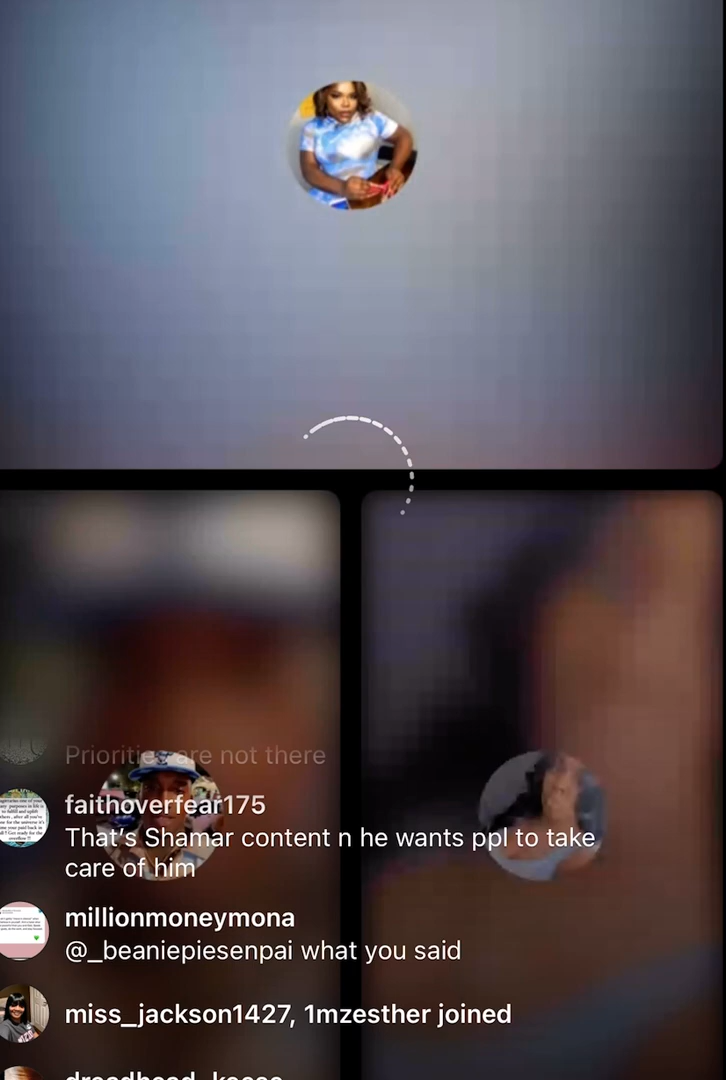 Priorities are not there
faithoverfear175
That's Shamar content n he wants ppl to take
care of him
millionmoneymona
@_beaniepiesenpai what you said
miss_jackson1427, 1mzesther joined